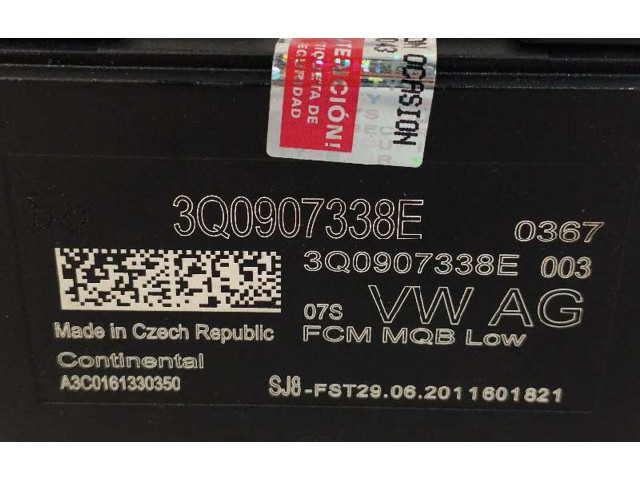 ¡ATENCIÓN!
ETIQUETA DE
SEGURIDAD
OCASION
3Q0907338E
0367
3Q0907338E 003
07S VW AG
FCM MQB Low
Made in Czech Republic
Continental
A3C0161330350
SJ8-FST29.06.2011601821